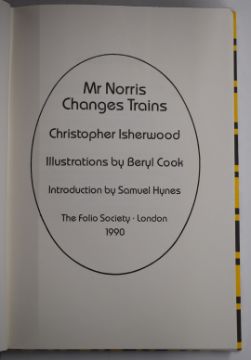 Mr Norris
Changes Trains
Christopher Isherwood
Illustrations by Beryl Cook
Introduction by Samuel Hynes
The Folio Society · London
1990